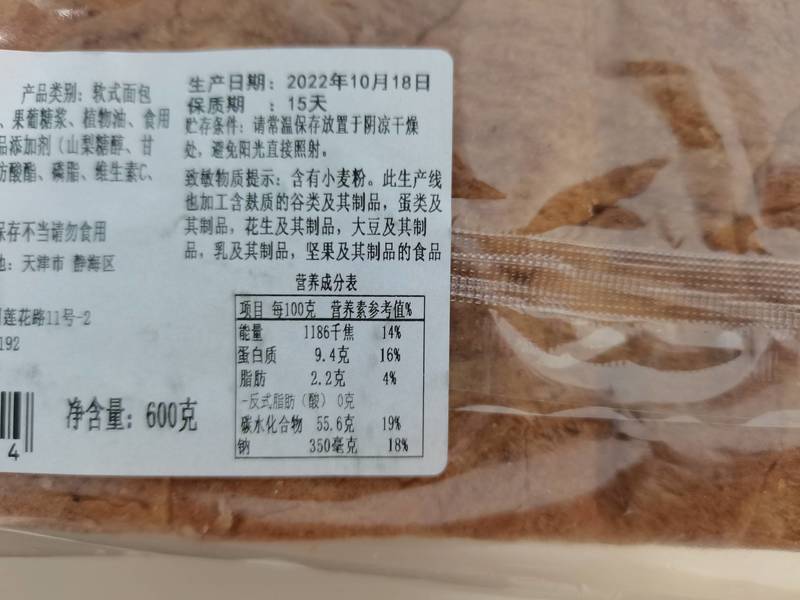 产品类别：软式面包
、果葡糖浆、植物油、食用
品添加剂（山梨糖醇、甘
肪酸酯、磷脂、维生素C、
保存不当请勿食用
地：天津市 静海区
莲花路11号-2
192
4
净含量：600克
生产日期：2022年10月18日
保质期 ：15天
贮存条件：请常温保存放置于阴凉干燥
处，避免阳光直接照射。
致敏物质提示：含有小麦粉。此生产线
也加工含麸质的谷类及其制品，蛋类及
其制品，花生及其制品，大豆及其制
品，乳及其制品，坚果及其制品的食品
营养成分表
项目 每100克 营养素参考值%
能量 1186千焦 14%
蛋白质 9.4克 16%
脂肪 2.2克 4%
-反式脂肪（酸） 0克
碳水化合物 55.6克 19%
钠 350毫克 18%